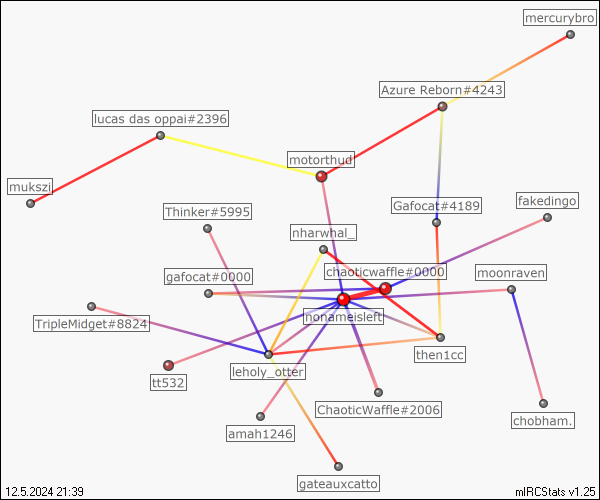 mercurybro
Azure Reborn#4243
lucas das oppai#2396
motorthud
mukszi
Thinker#5995
Gafocat#4189
fakedingo
nharwhal_
gafocat#0000
chaoticwaffle#0000
moonraven
honameisleft
TripleMidget#8824
then1cc
leholy_otter
tt532
ChaoticWaffle#2006
chobham.
amah1246
gateauxcatto
12.5.2024 21:39
mIRCStats v1.25